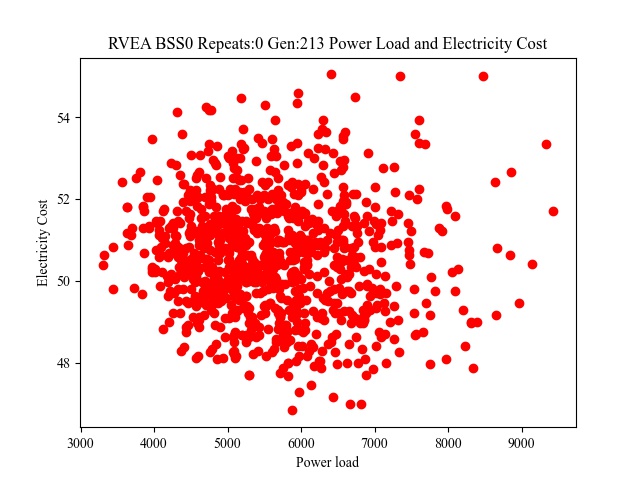 RVEA BSS0 Repeats:0 Gen:213 Power Load and Electricity Cost
54
52
50
48
Electricity Cost
3000 4000 5000 6000 7000 8000 9000
Power load